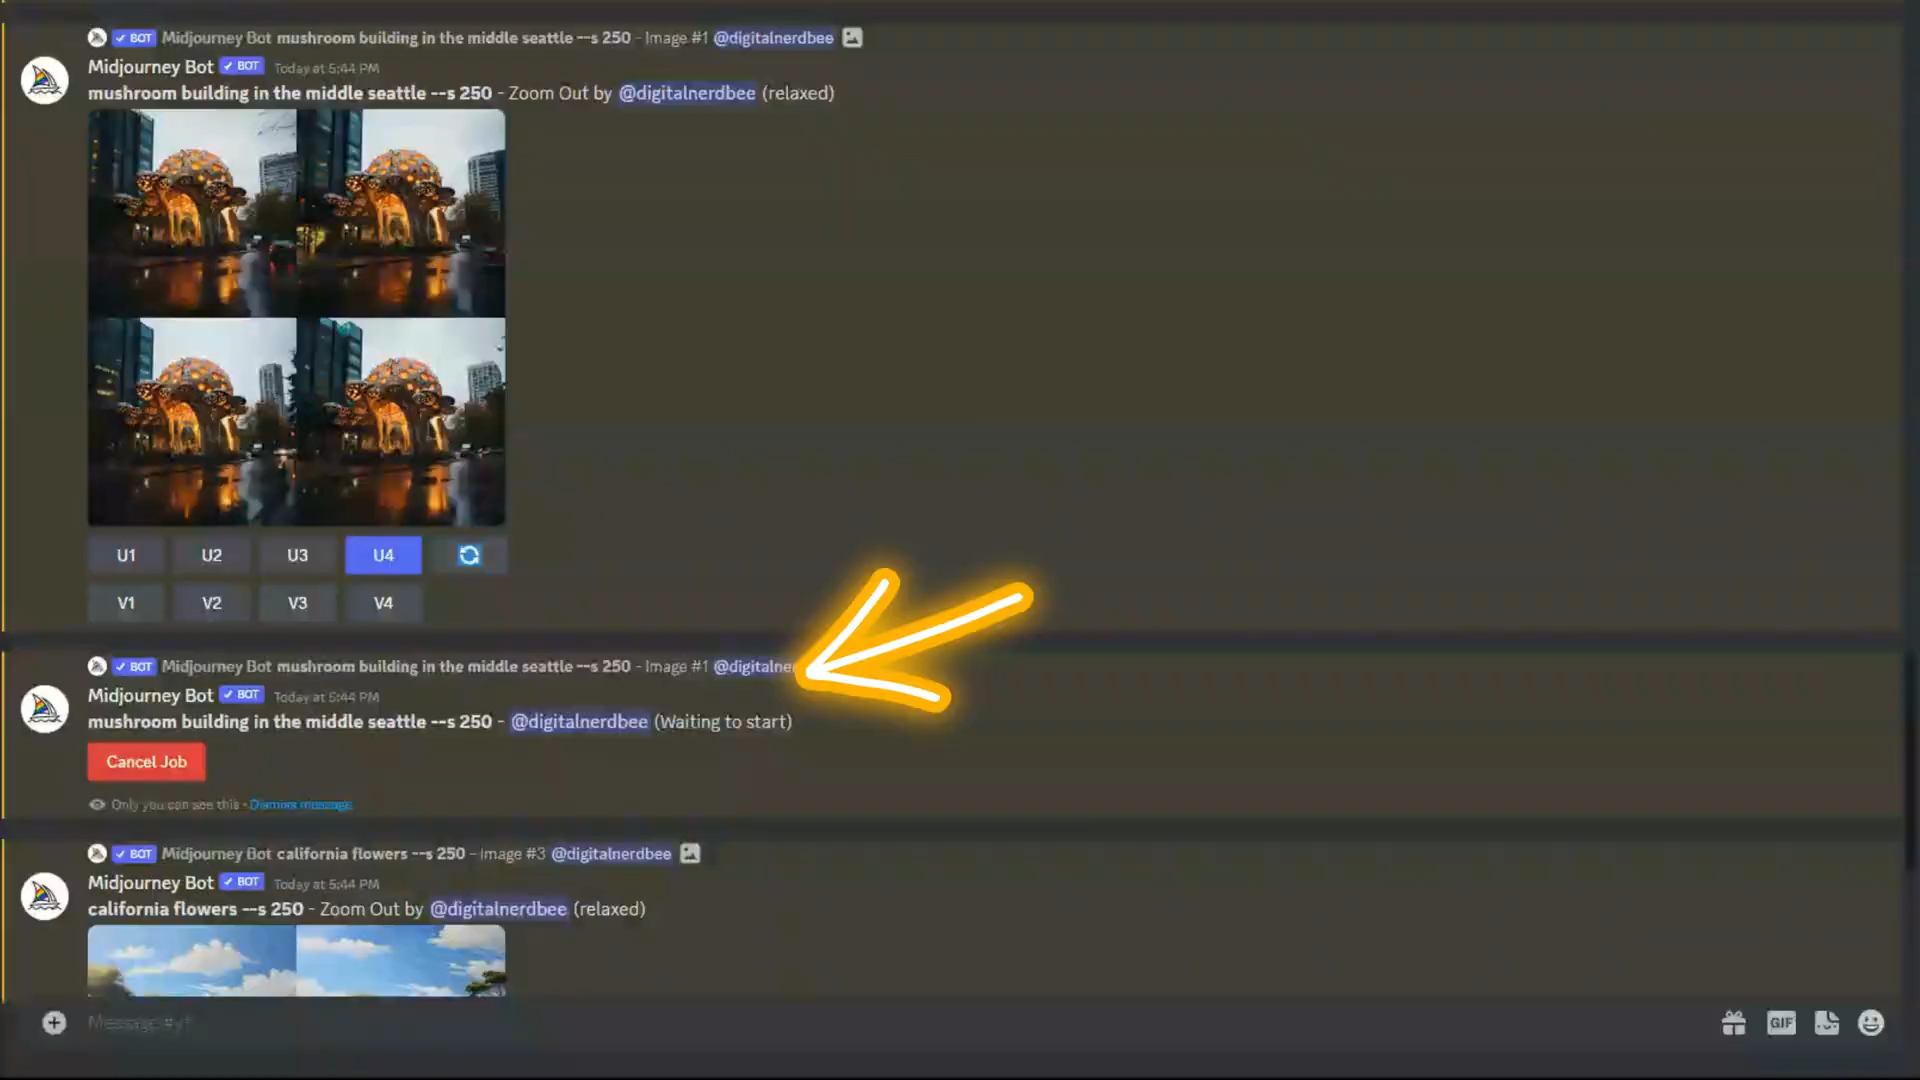 BOT Midjourney Bot mushroom building in the middle seattle --s 250 - Image #1 @digitalnerdbee
Midjourney Bot BOT Today at 5:44 PM
mushroom building in the middle seattle --s 250 - Zoom Out by @digitalnerdbee (relaxed)
U1 U2 U3 U4
V1 V2 V3 V4
BOT Midjourney Bot mushroom building in the middle seattle --s 250 - Image #1 @digitalner
Midjourney Bot BOT Today at 5:44 PM
mushroom building in the middle seattle --s 250 - @digitalnerdbee (Waiting to start)
Cancel Job
Only you can see this • Dismiss message
BOT Midjourney Bot california flowers --s 250 - Image #3 @digitalnerdbee
Midjourney Bot BOT Today at 5:44 PM
california flowers --s 250 - Zoom Out by @digitalnerdbee (relaxed)
Message
GIF